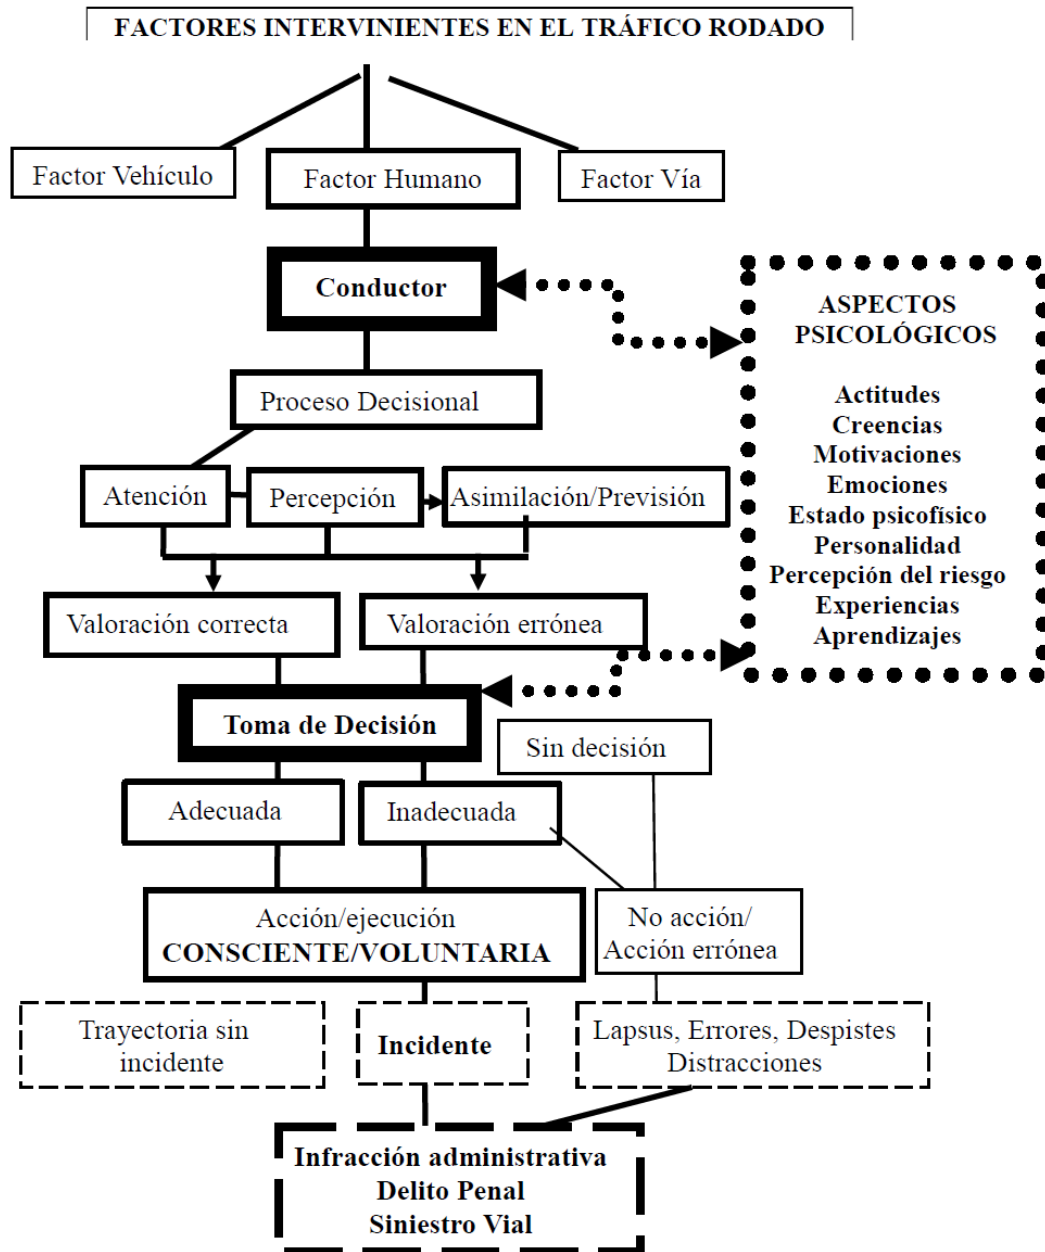 FACTORES INTERVINIENTES EN EL TRÁFICO RODADO
Factor Vehículo
Factor Humano
Factor Vía
Conductor
ASPECTOS
PSICOLÓGICOS
Actitudes
Creencias
Motivaciones
Emociones
Estado psicofísico
Personalidad
Percepción del riesgo
Experiencias
Aprendizajes
Proceso Decisional
Atención
Percepción
Asimilación/Previsión
Valoración correcta
Valoración errónea
Toma de Decisión
Sin decisión
Adecuada
Inadecuada
Acción/ejecución
CONSCIENTE/VOLUNTARIA
No acción/
Acción errónea
Trayectoria sin
incidente
Incidente
Lapsus, Errores, Despistes
Distracciones
Infracción administrativa
Delito Penal
Siniestro Vial